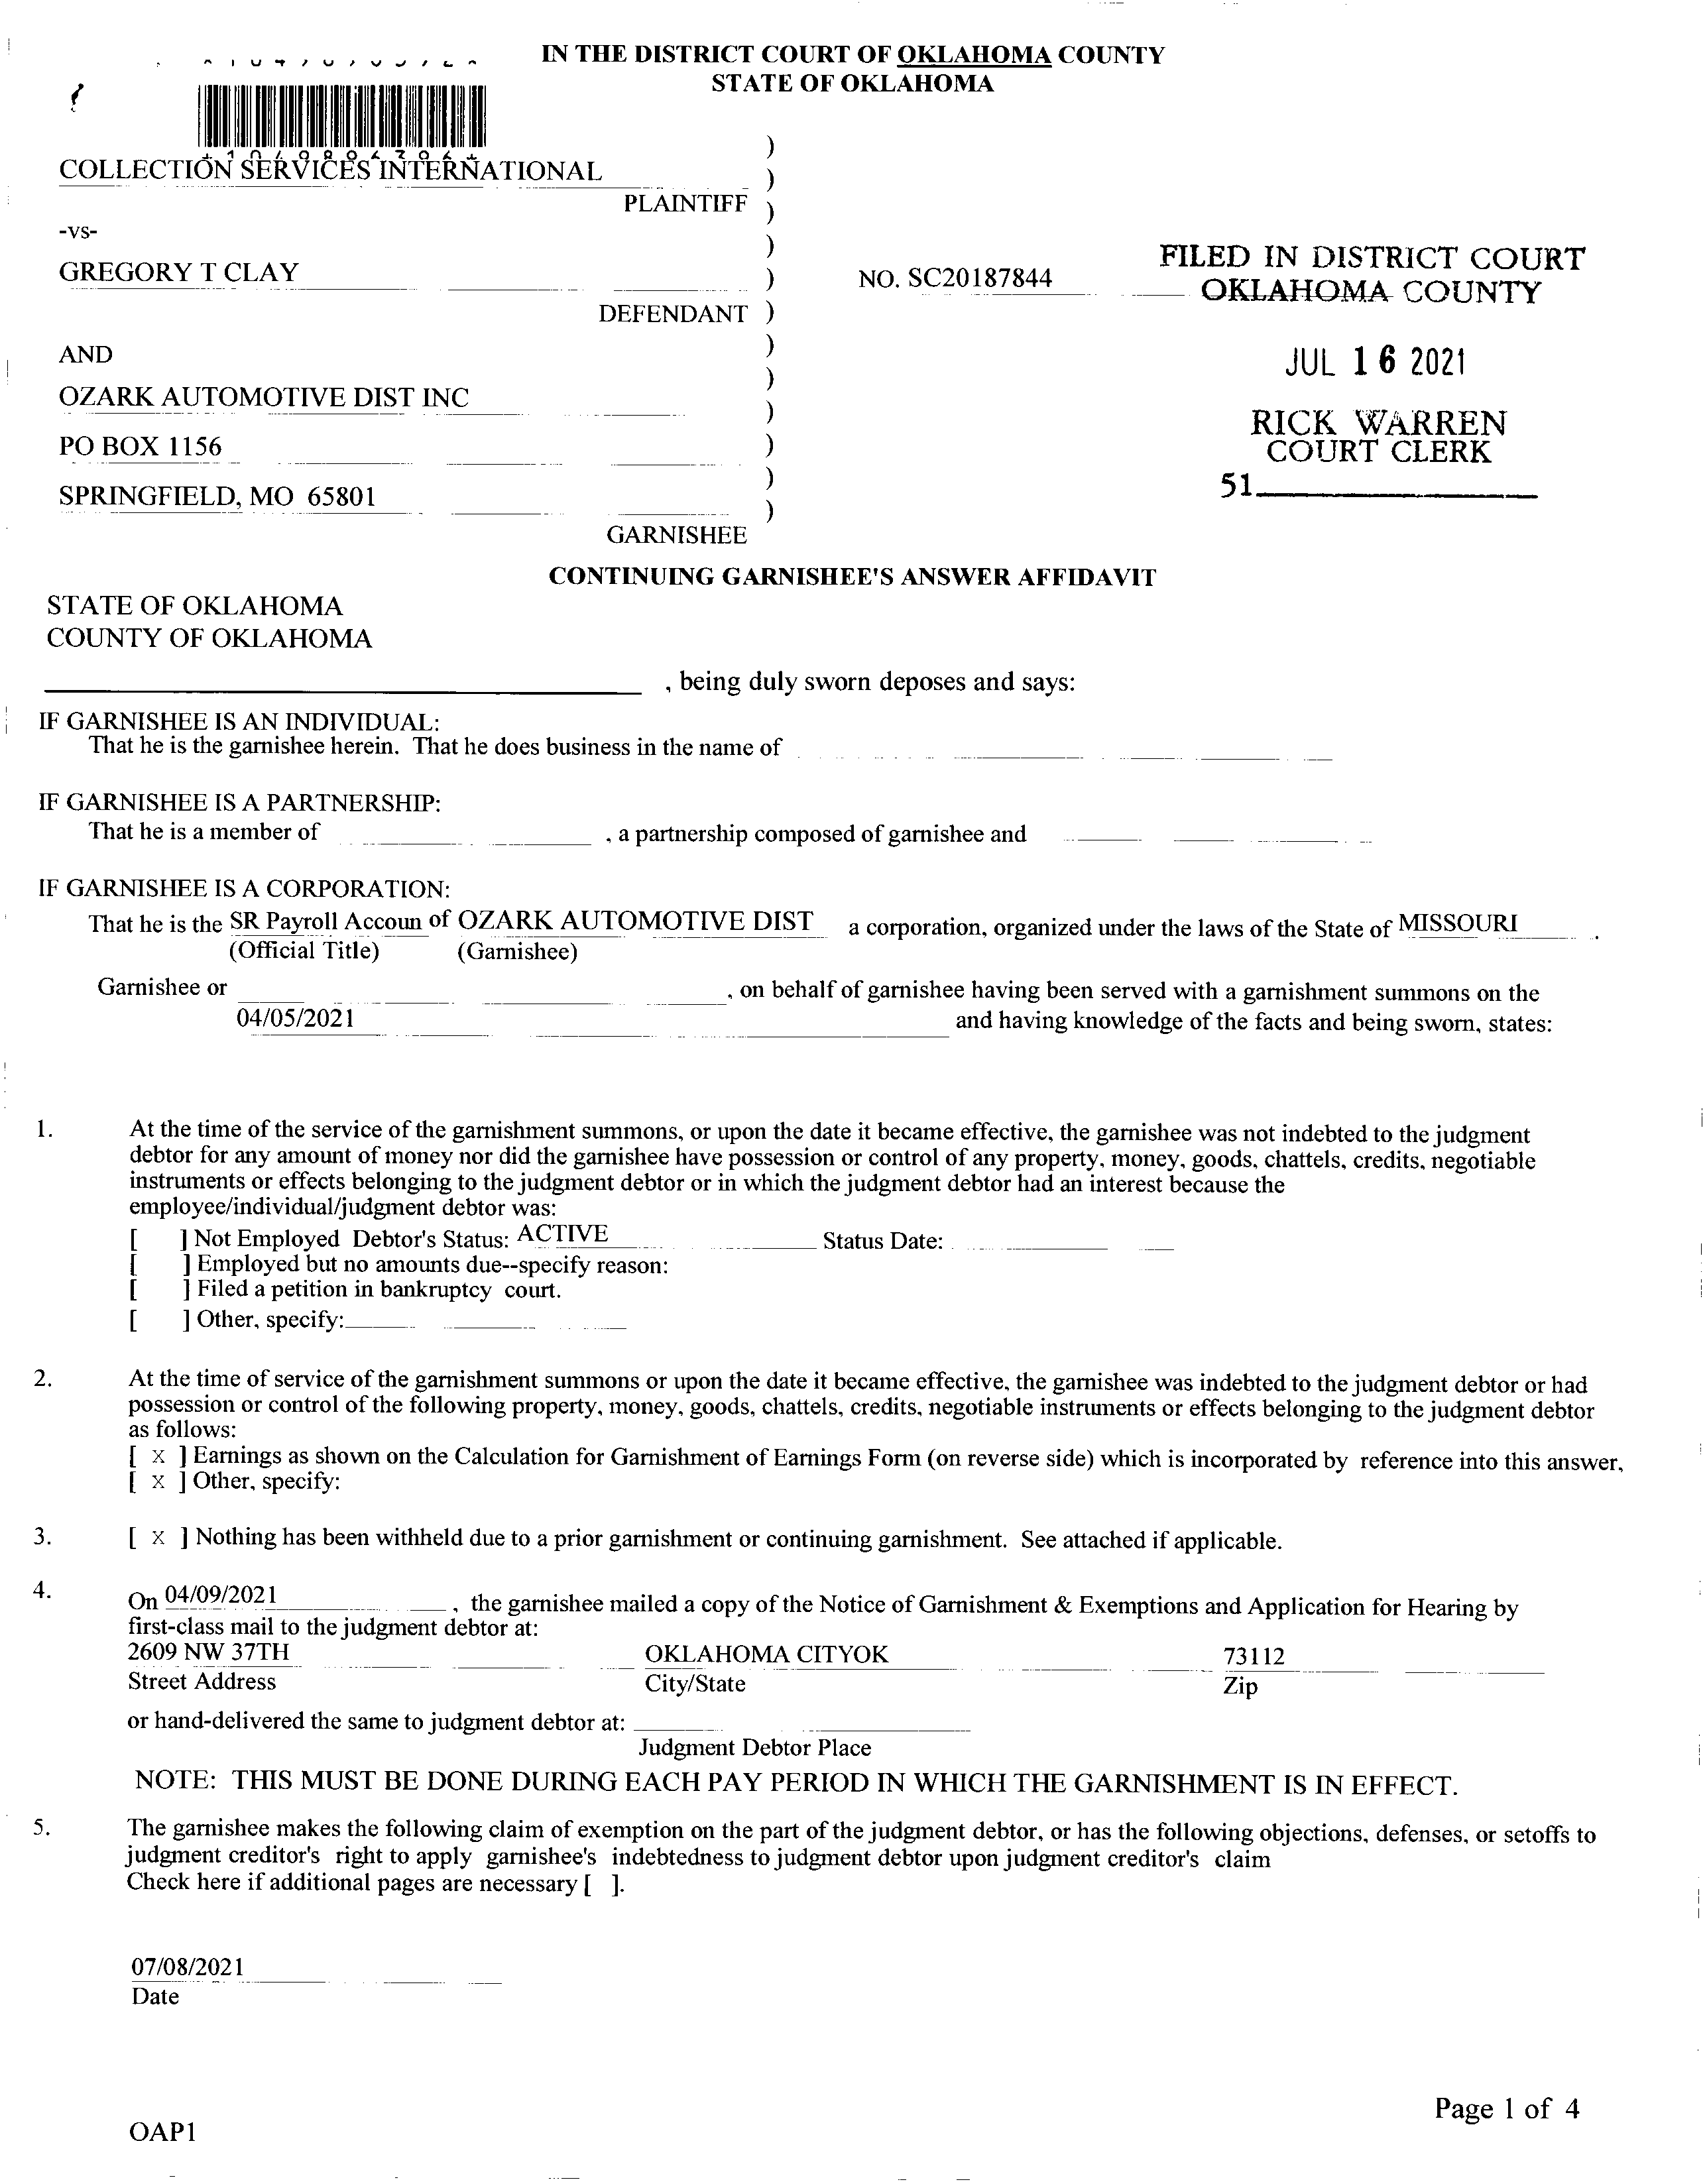 IN THE DISTRICT COURT OF OKLAHOMA COUNTY
STATE OF OKLAHOMA
COLLECTION SERVICES INTERNATIONAL
PLAINTIFF
-vs-
GREGORY T CLAY
DEFENDANT
NO. SC20187844
FILED IN DISTRICT COURT
OKLAHOMA COUNTY
JUL 16 2021
RICK WARREN
COURT CLERK
51
AND
OZARK AUTOMOTIVE DIST INC
PO BOX 1156
SPRINGFIELD, MO 65801
GARNISHEE
CONTINUING GARNISHEE'S ANSWER AFFIDAVIT
STATE OF OKLAHOMA
COUNTY OF OKLAHOMA
, being duly sworn deposes and says:
IF GARNISHEE IS AN INDIVIDUAL:
That he is the garnishee herein. That he does business in the name of
IF GARNISHEE IS A PARTNERSHIP:
That he is a member of , a partnership composed of garnishee and
IF GARNISHEE IS A CORPORATION:
That he is the SR Payroll Accoun of OZARK AUTOMOTIVE DIST a corporation, organized under the laws of the State of MISSOURI .
(Official Title) (Garnishee)
Garnishee or , on behalf of garnishee having been served with a garnishment summons on the
04/05/2021 and having knowledge of the facts and being sworn, states:
1. At the time of the service of the garnishment summons, or upon the date it became effective, the garnishee was not indebted to the judgment
debtor for any amount of money nor did the garnishee have possession or control of any property, money, goods, chattels, credits, negotiable
instruments or effects belonging to the judgment debtor or in which the judgment debtor had an interest because the
employee/individual/judgment debtor was:
[ ] Not Employed Debtor's Status: ACTIVE Status Date:
[ ] Employed but no amounts due--specify reason:
[ ] Filed a petition in bankruptcy court.
[ ] Other, specify:
2. At the time of service of the garnishment summons or upon the date it became effective, the garnishee was indebted to the judgment debtor or had
possession or control of the following property, money, goods, chattels, credits, negotiable instruments or effects belonging to the judgment debtor
as follows:
[ x ] Earnings as shown on the Calculation for Garnishment of Earnings Form (on reverse side) which is incorporated by reference into this answer,
[ x ] Other, specify:
3. [ x ] Nothing has been withheld due to a prior garnishment or continuing garnishment. See attached if applicable.
4. On 04/09/2021 , the garnishee mailed a copy of the Notice of Garnishment & Exemptions and Application for Hearing by
first-class mail to the judgment debtor at:
2609 NW 37TH OKLAHOMA CITYOK 73112
Street Address City/State Zip
or hand-delivered the same to judgment debtor at:
Judgment Debtor Place
NOTE: THIS MUST BE DONE DURING EACH PAY PERIOD IN WHICH THE GARNISHMENT IS IN EFFECT.
5. The garnishee makes the following claim of exemption on the part of the judgment debtor, or has the following objections, defenses, or setoffs to
judgment creditor's right to apply garnishee's indebtedness to judgment debtor upon judgment creditor's claim
Check here if additional pages are necessary [ ].
07/08/2021
Date
Page 1 of 4
OAP1